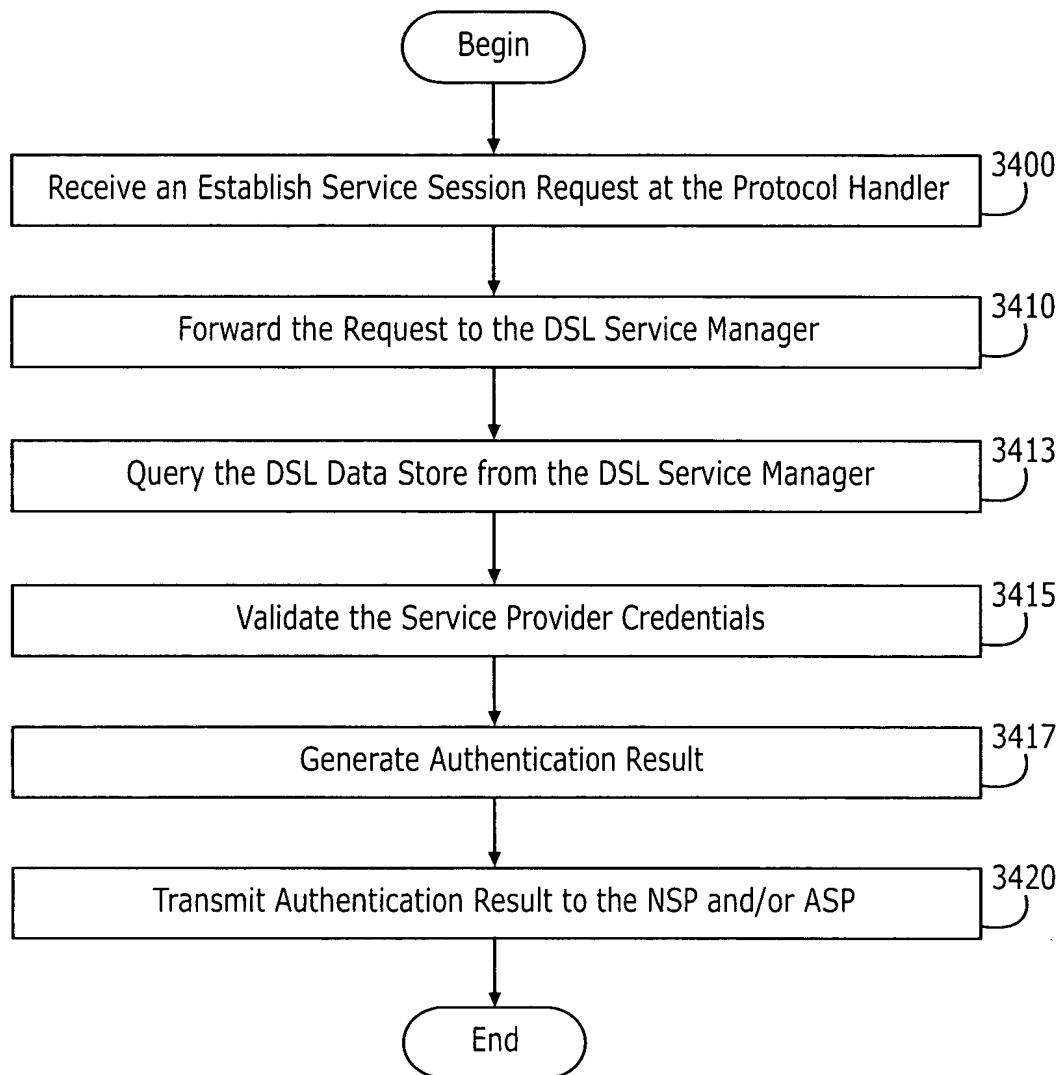 Begin
Receive an Establish Service Session Request at the Protocol Handler
3400
Forward the Request to the DSL Service Manager
3410
Query the DSL Data Store from the DSL Service Manager
3413
Validate the Service Provider Credentials
3415
Generate Authentication Result
3417
Transmit Authentication Result to the NSP and/or ASP
3420
End